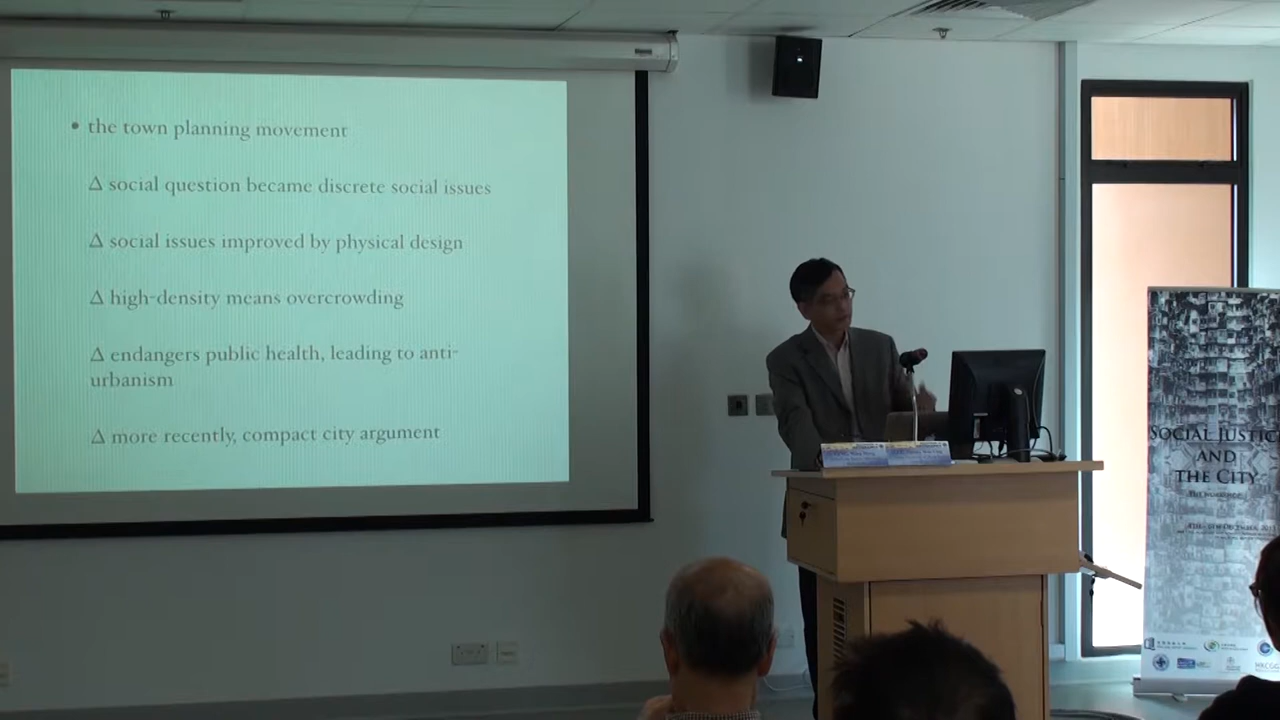 • the town planning movement
Δ social question became discrete social issues
Δ social issues improved by physical design
Δ high-density means overcrowding
Δ endangers public health, leading to anti-
urbanism
Δ more recently, compact city argument
SOCIAL JUSTIC
AND
THE CITY